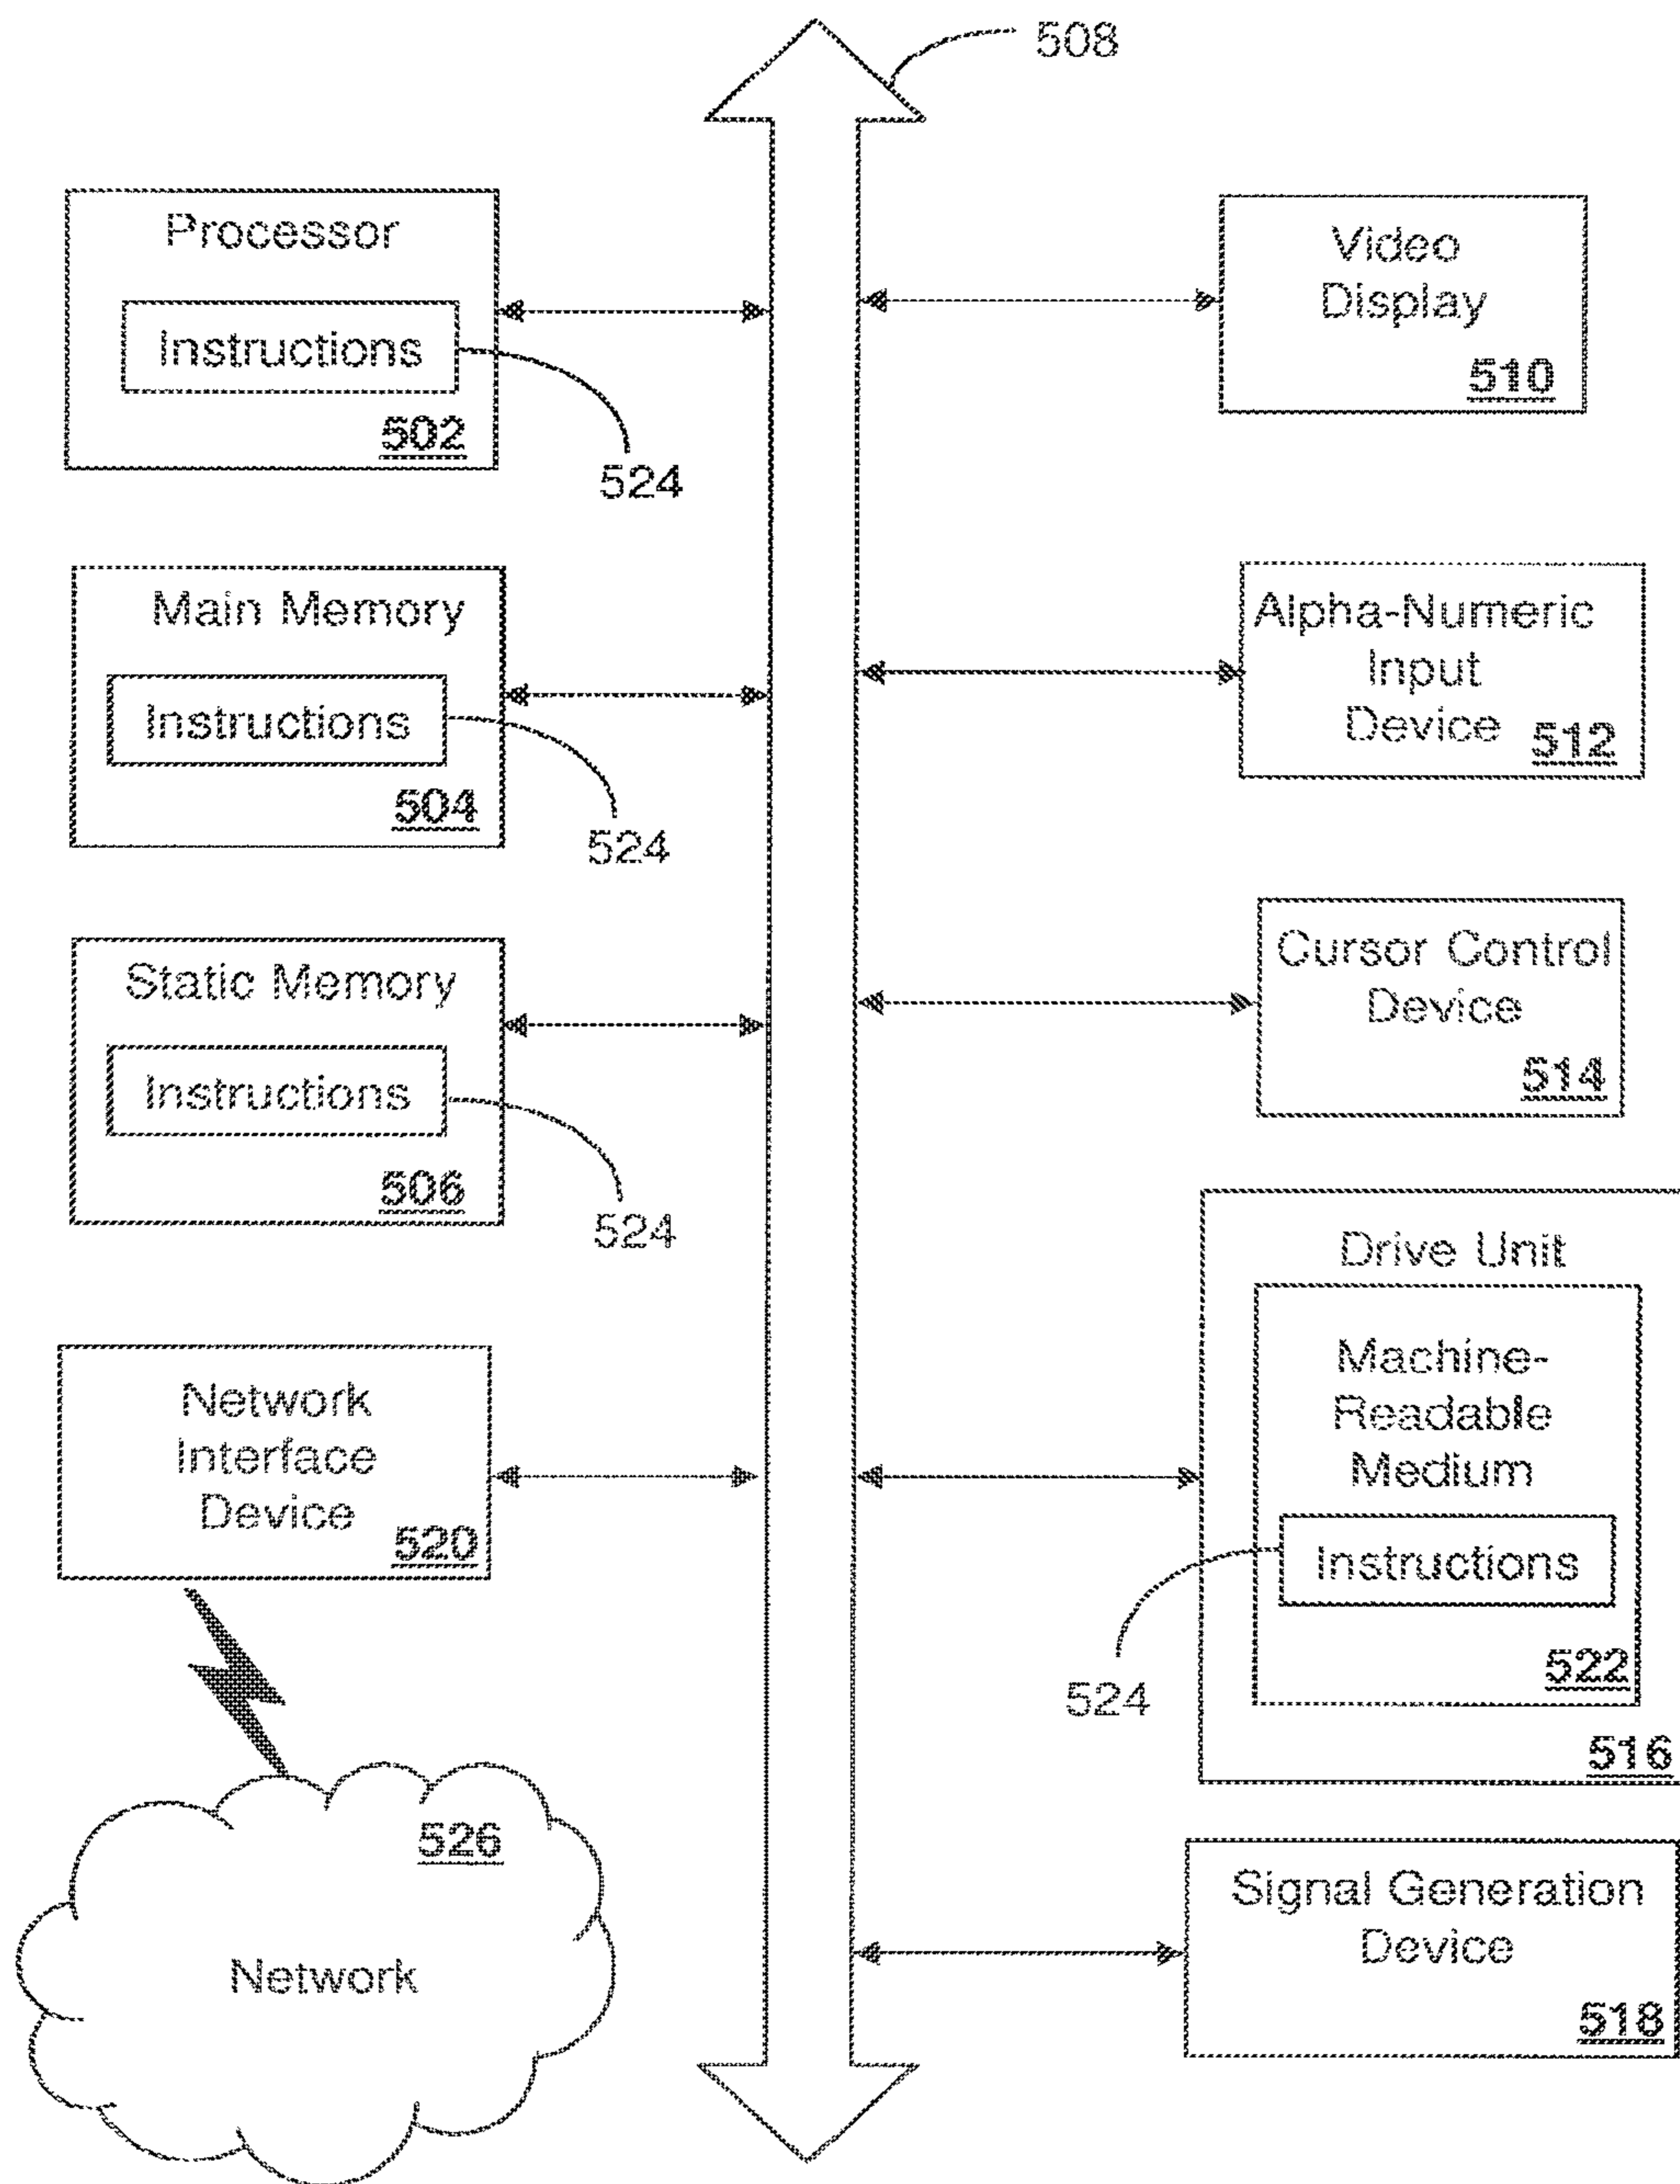 508
Processor
Instructions
502
524
Main Memory
Instructions
504
524
Static Memory
Instructions
506
524
Network
Interface
Device
520
526
Network
Video
Display
510
Alpha-Numeric
Input
Device 512
Cursor Control
Device
514
Drive Unit
Machine-
Readable
Medium
Instructions
522
524
516
Signal Generation
Device
518